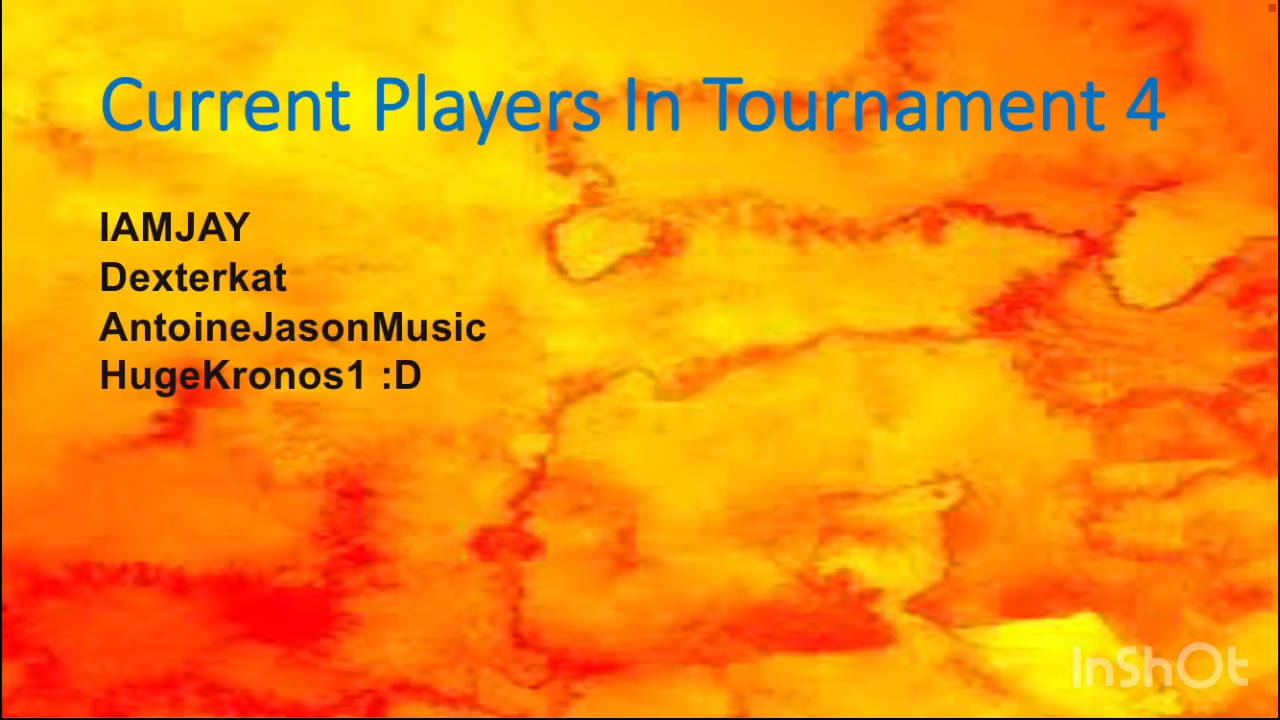 Current Players In Tournament 4
IAMJAY
Dexterkat
AntoineJasonMusic
HugeKronos1 :D
InShOt